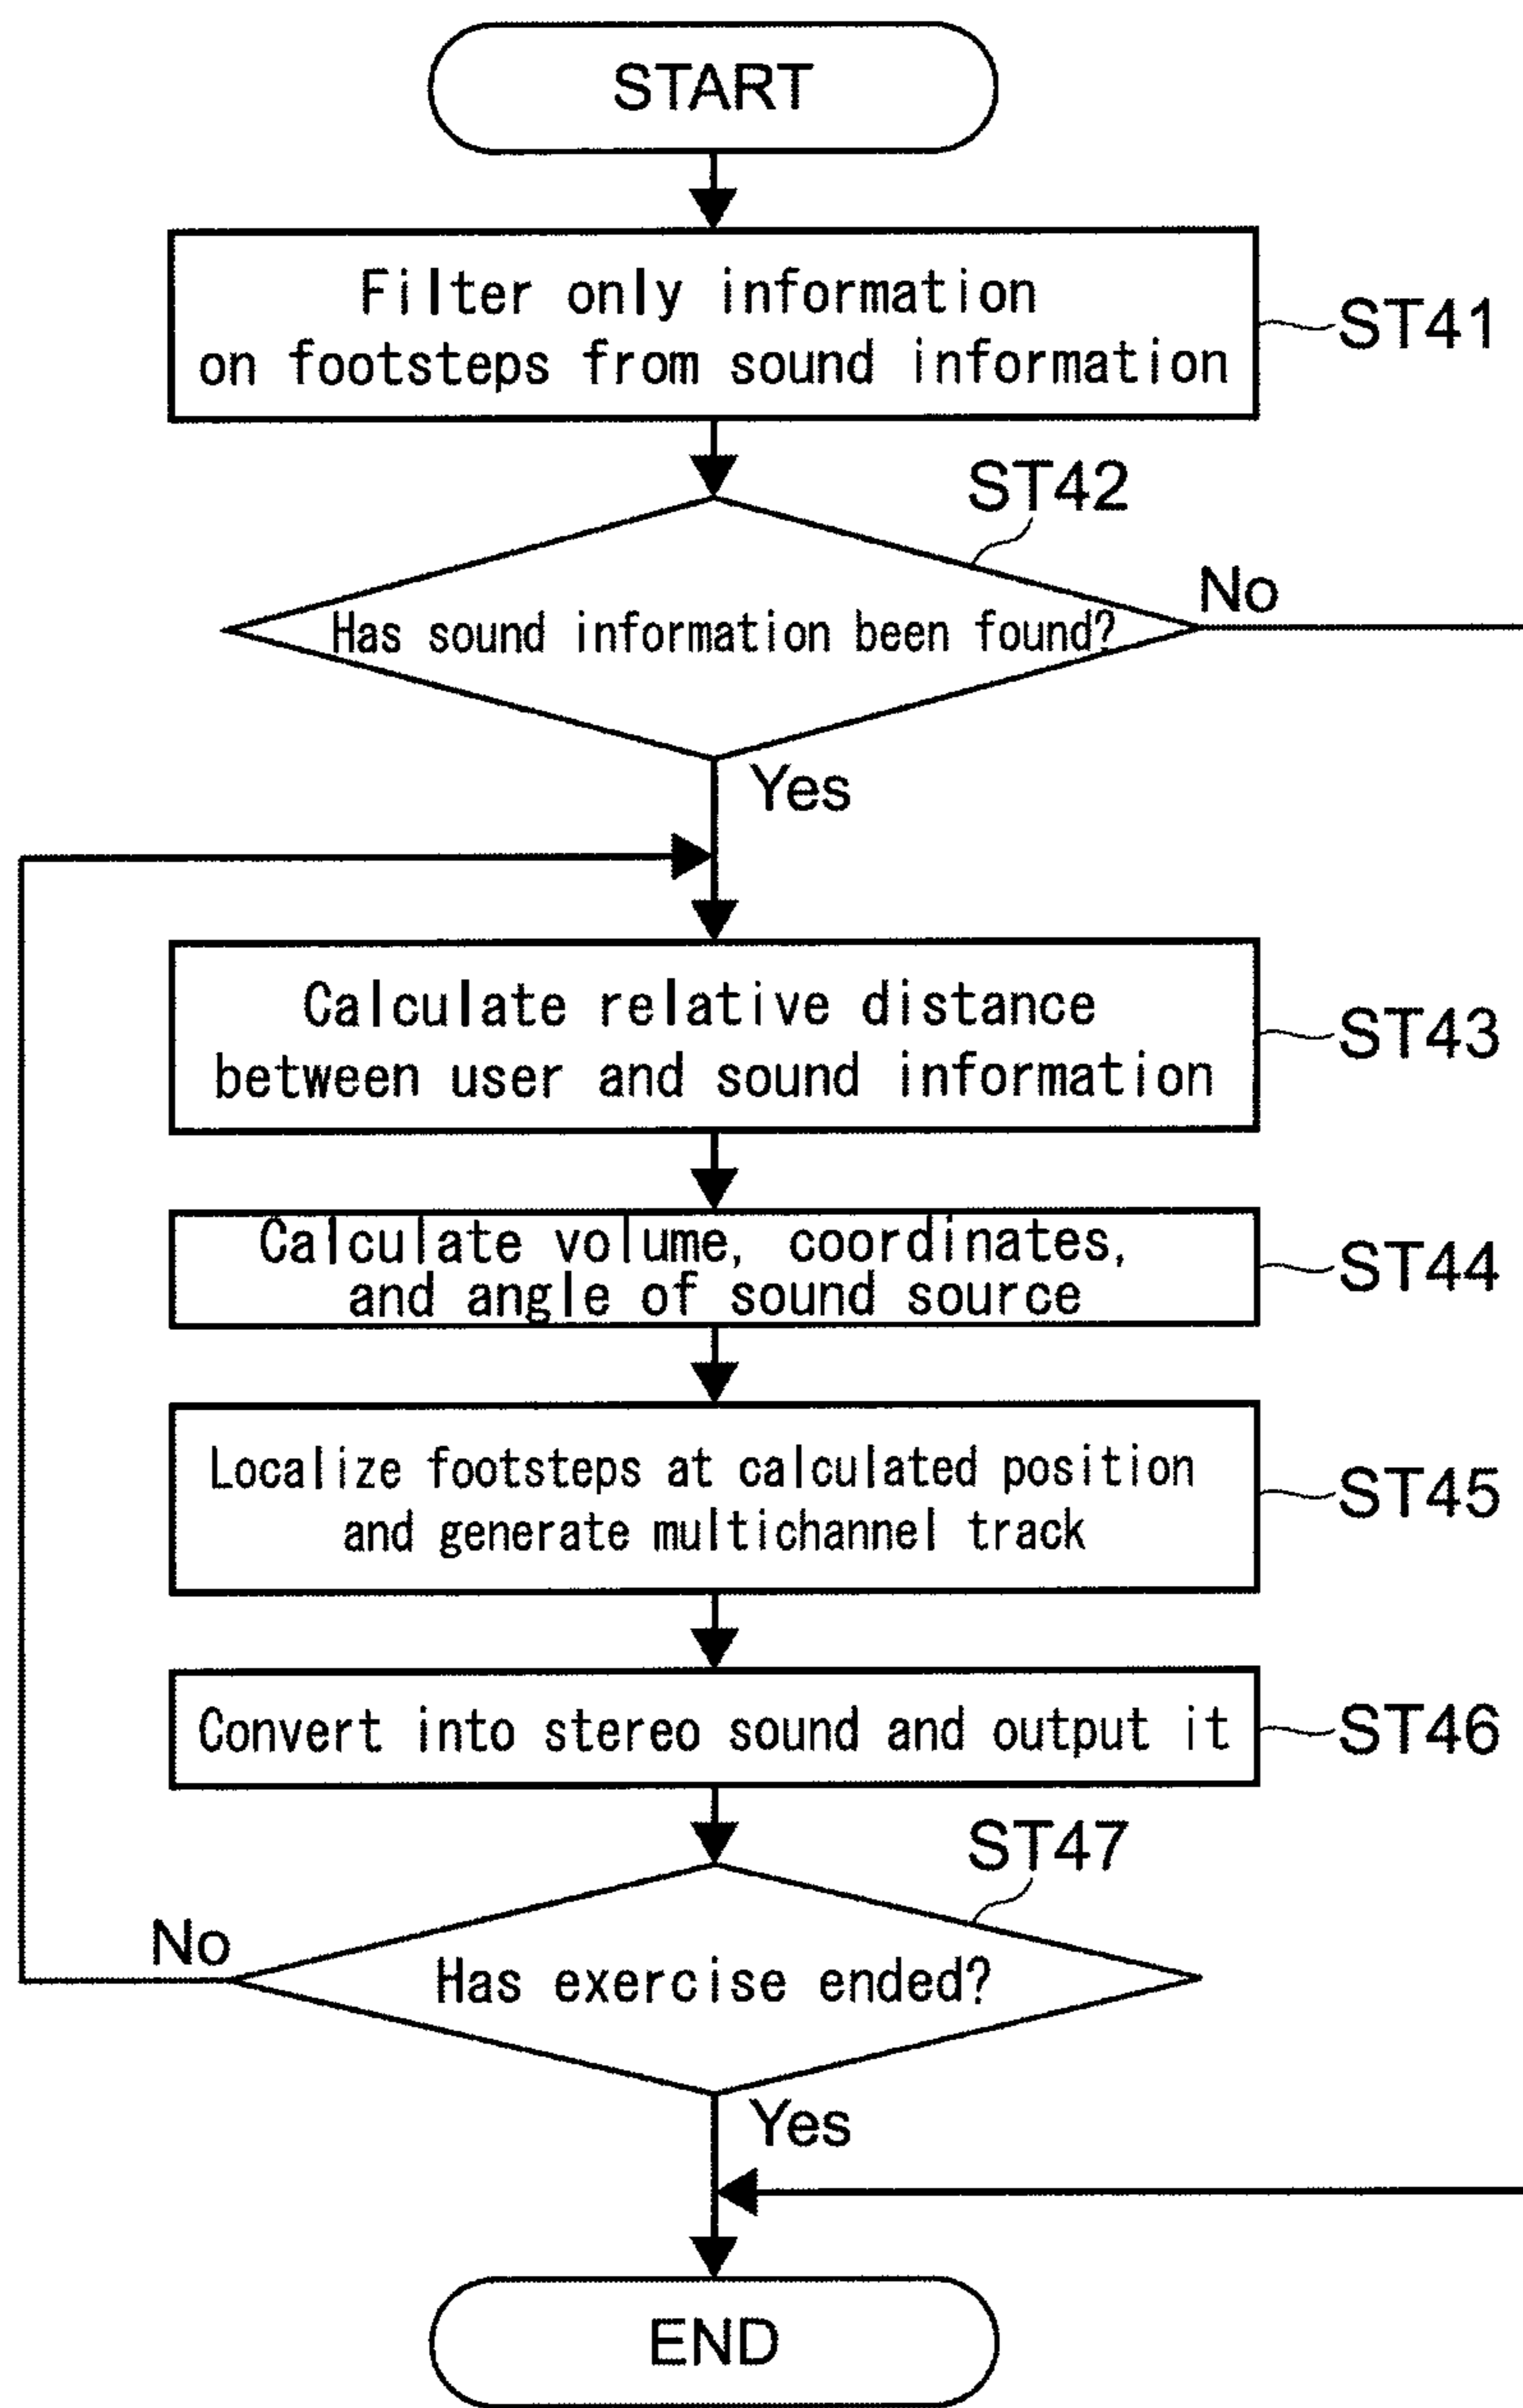 START
Filter only information
on footsteps from sound information
ST41
ST42
Has sound information been found?
No
Yes
Calculate relative distance
between user and sound information
ST43
Calculate volume, coordinates,
and angle of sound source
ST44
Localize footsteps at calculated position
and generate multichannel track
ST45
Convert into stereo sound and output it
ST46
ST47
Has exercise ended?
No
Yes
END